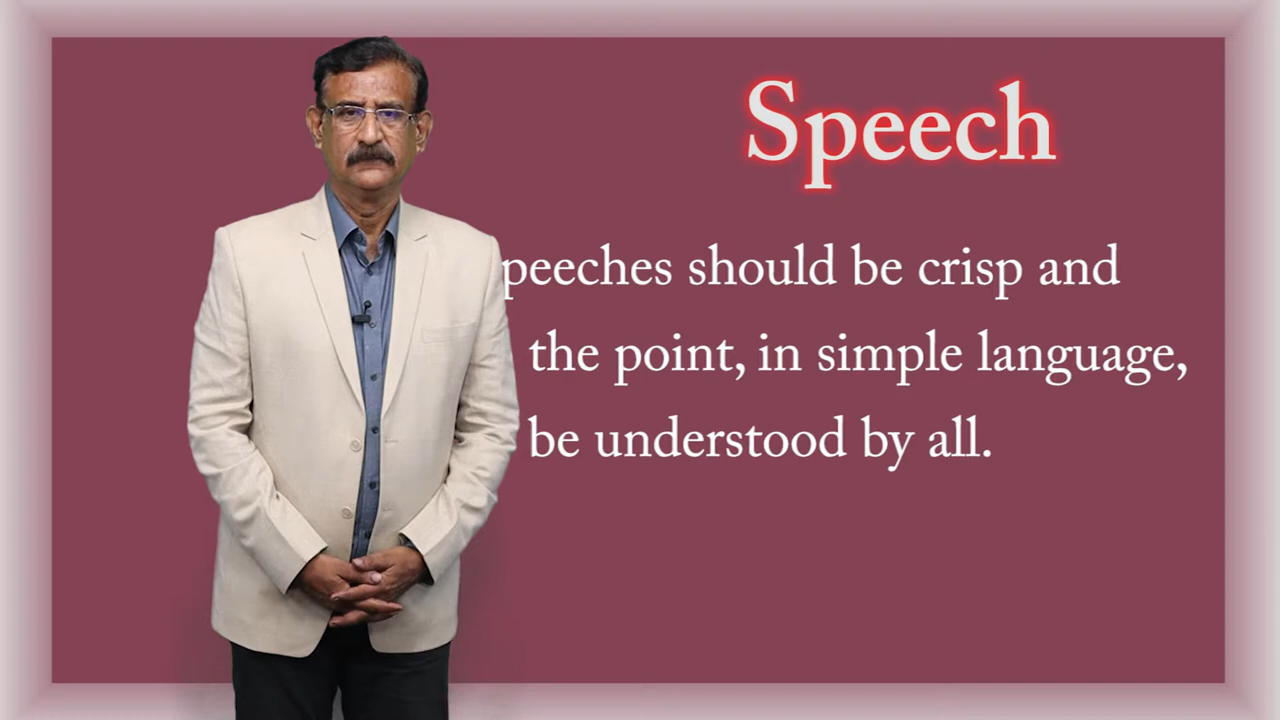 Speech
peeches should be crisp and
the point, in simple language,
be understood by all.